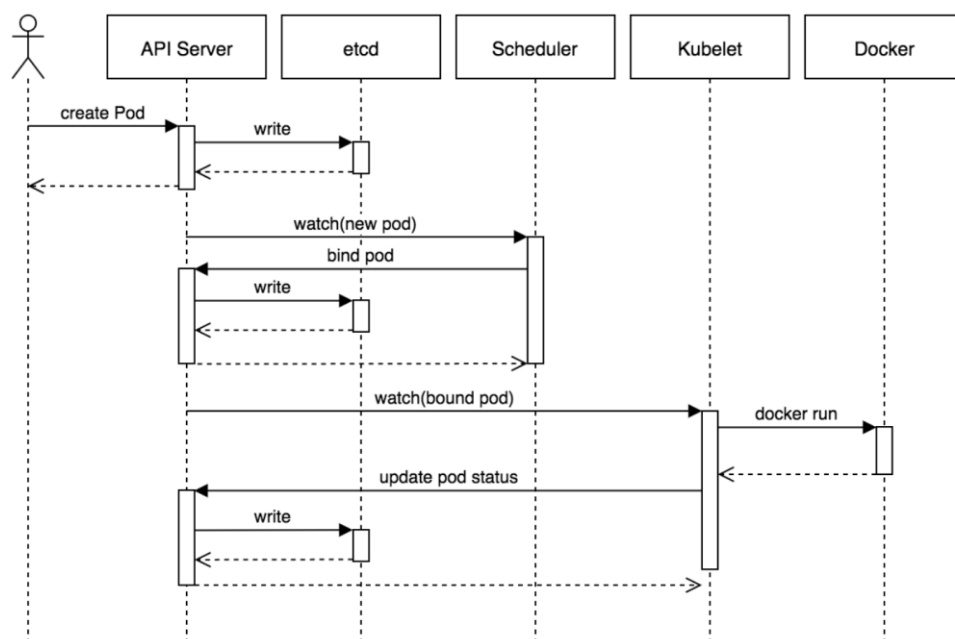 API Server
etcd
Scheduler
Kubelet
Docker
create Pod
write
watch(new pod)
bind pod
write
watch(bound pod)
docker run
update pod status
write